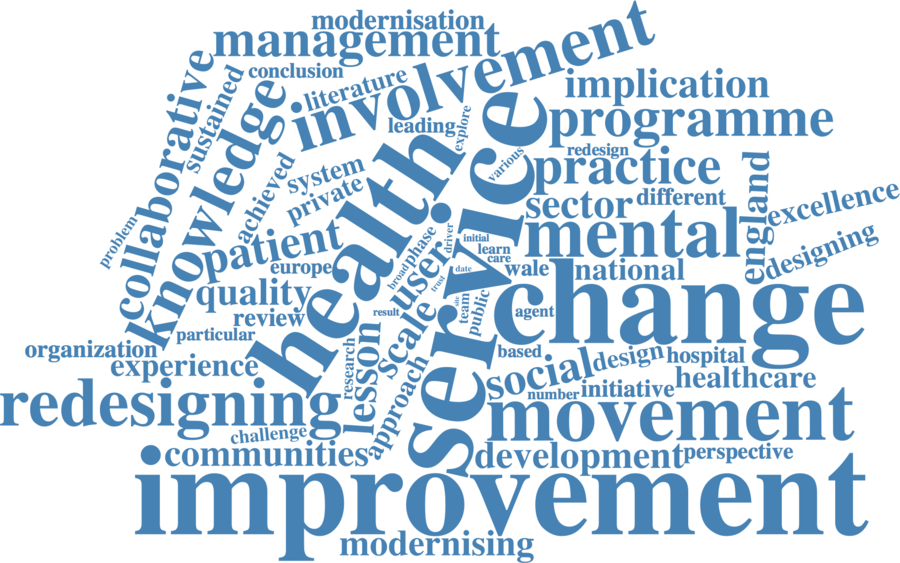 modernisation
management
involvement
conclusion
literature
collaborative
sustained
knowledge
leading
explore
implication
programme
redesign
practice
various
service
health
achieved
system
private
problem
patient
europe
quality
review
particular
organization
experience
redesigning
challenge
communities
improvement
modernising
user
phase
broad
driver
initial
learn
care
date
trust
site
team
public
result
scale
lesson
research
approach
sector
different
mental
england
excellence
designing
wale
national
change
agent
based
social
design
hospital
number
initiative
healthcare
movement
development
perspective